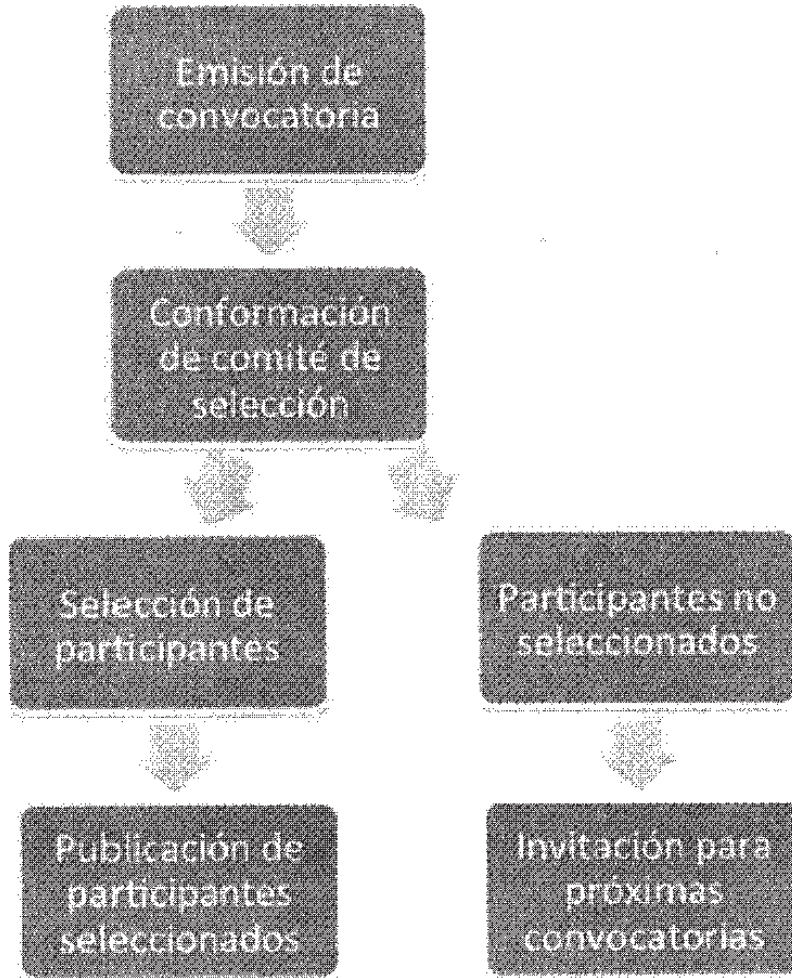 Emisión de
convocatoria
Conformación
de comité de
selección
Selección de
participantes
Participantes no
seleccionados
Publicación de
participantes
seleccionados
Invitación para
próximas
convocatorias